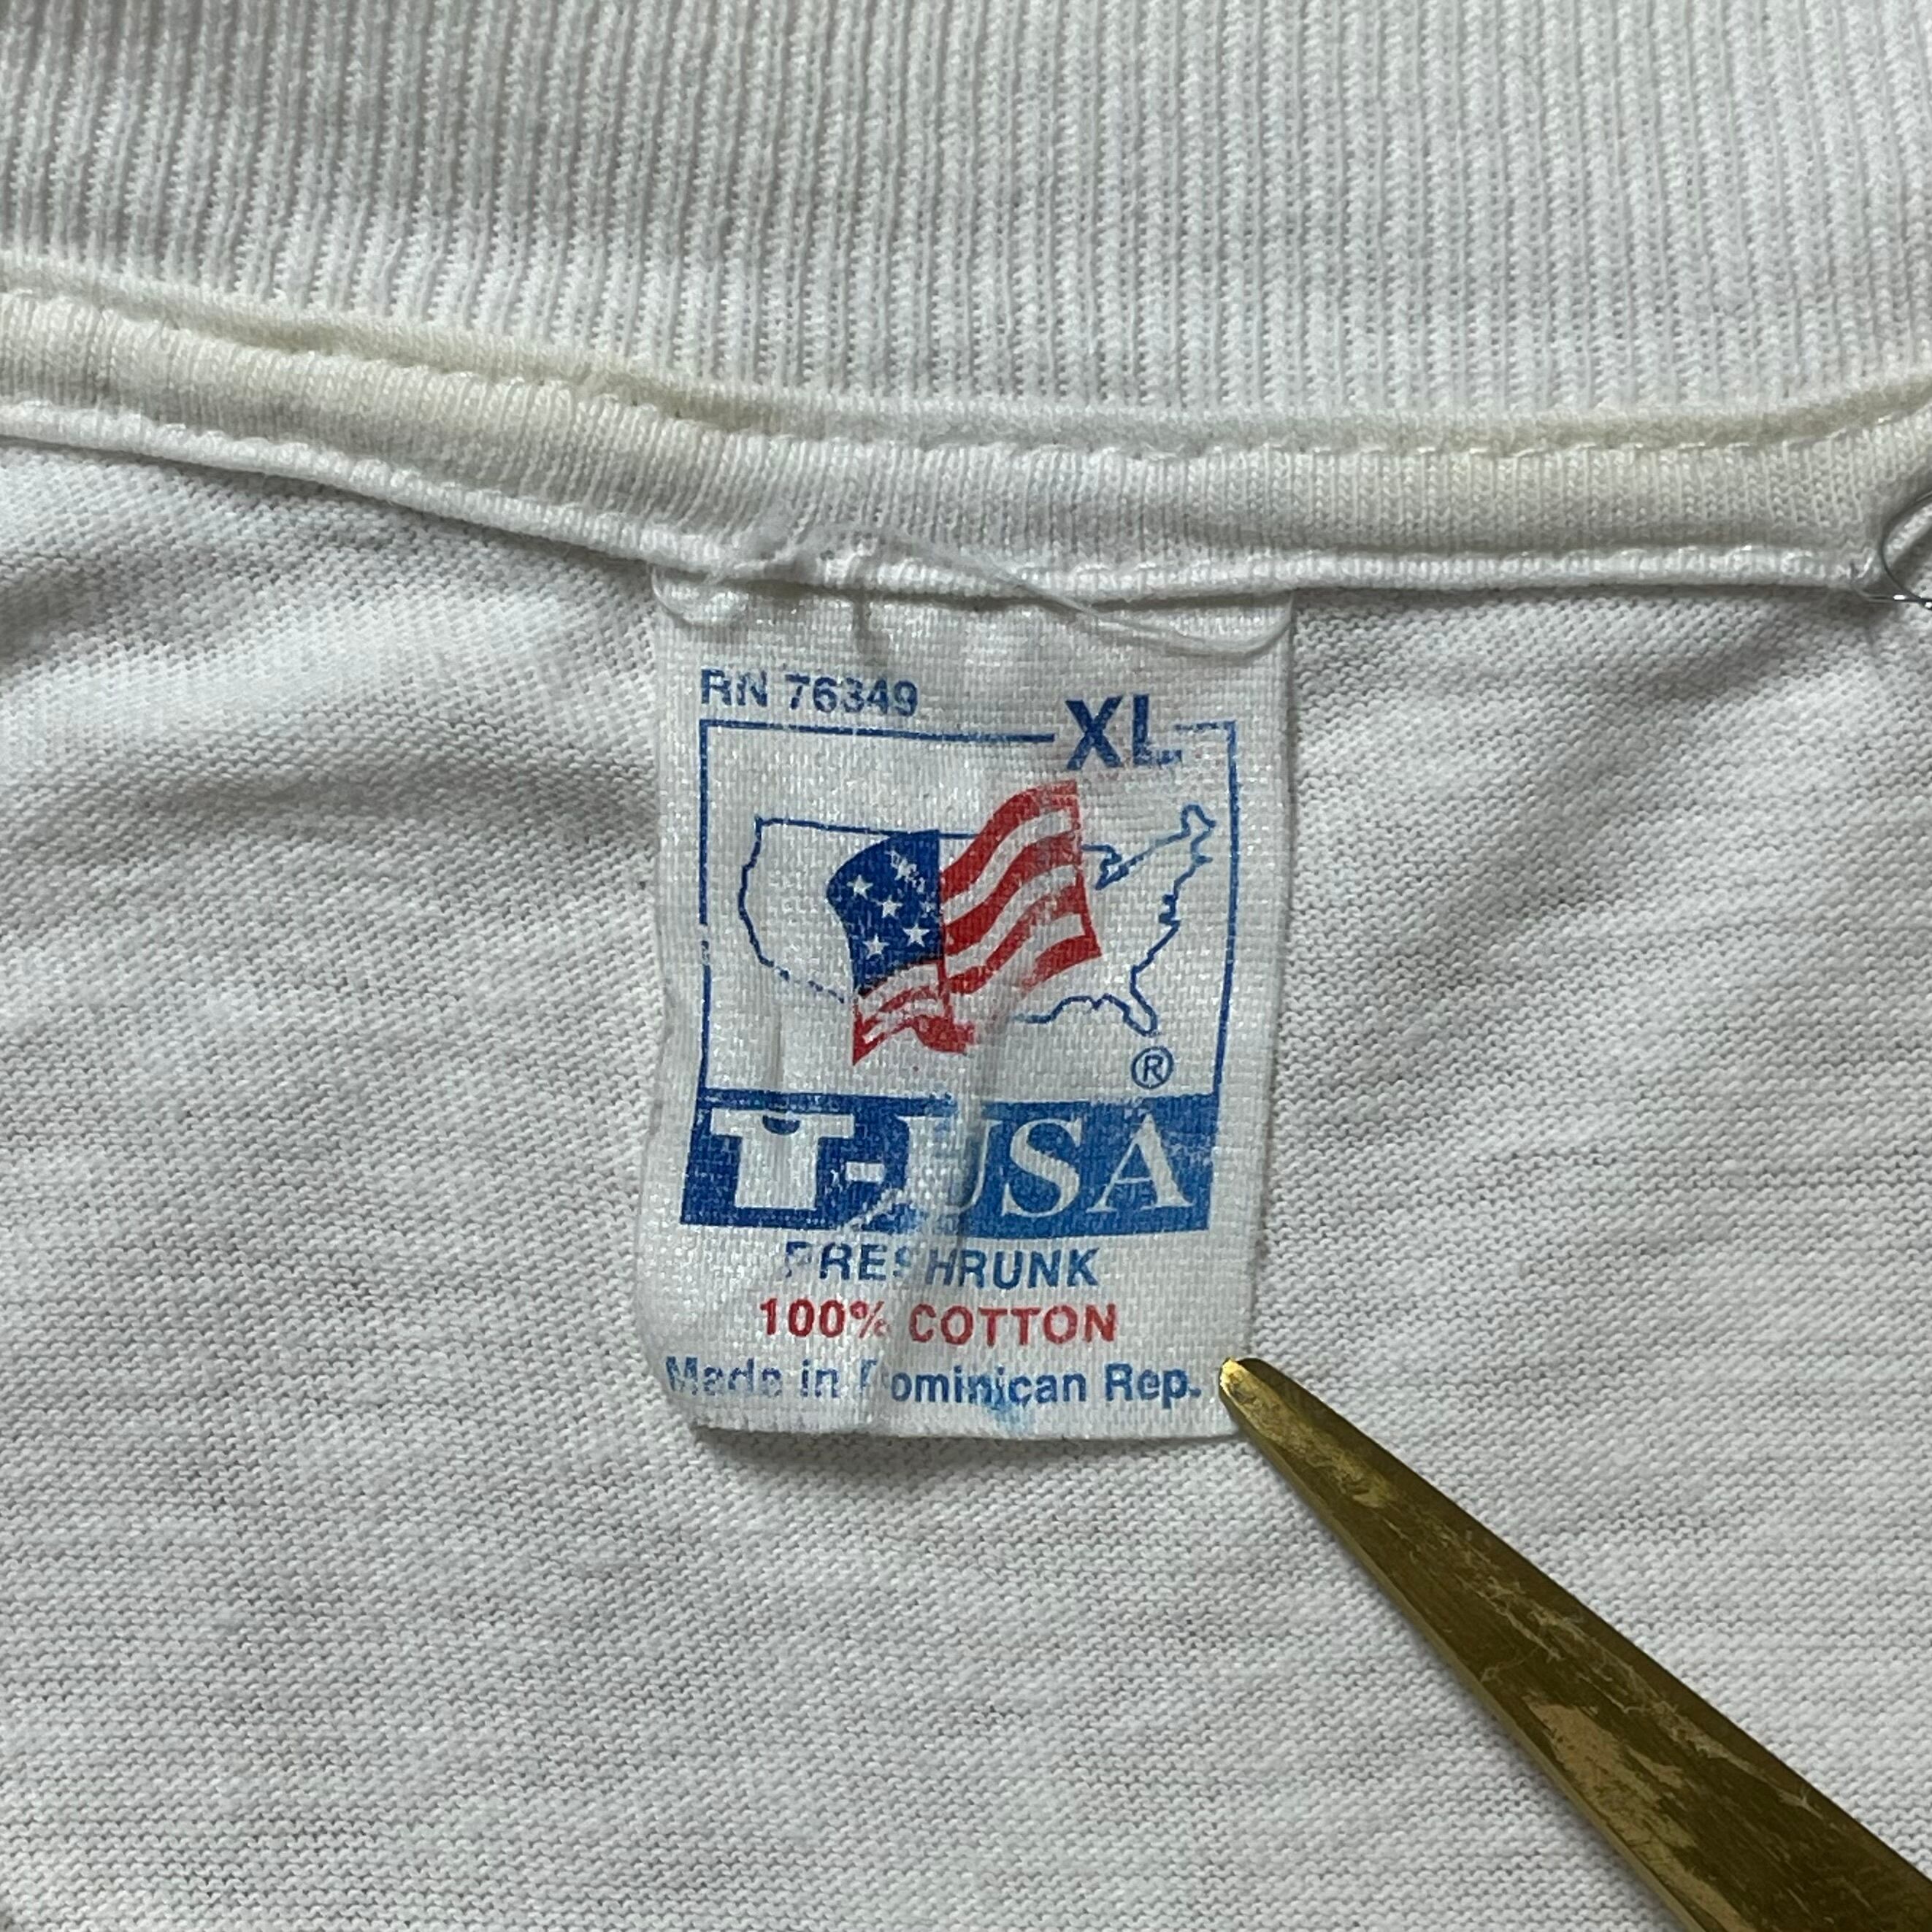 RN 76349
XL
®
T-USA
PRESHRUNK
100% COTTON
Made in Dominican Rep.